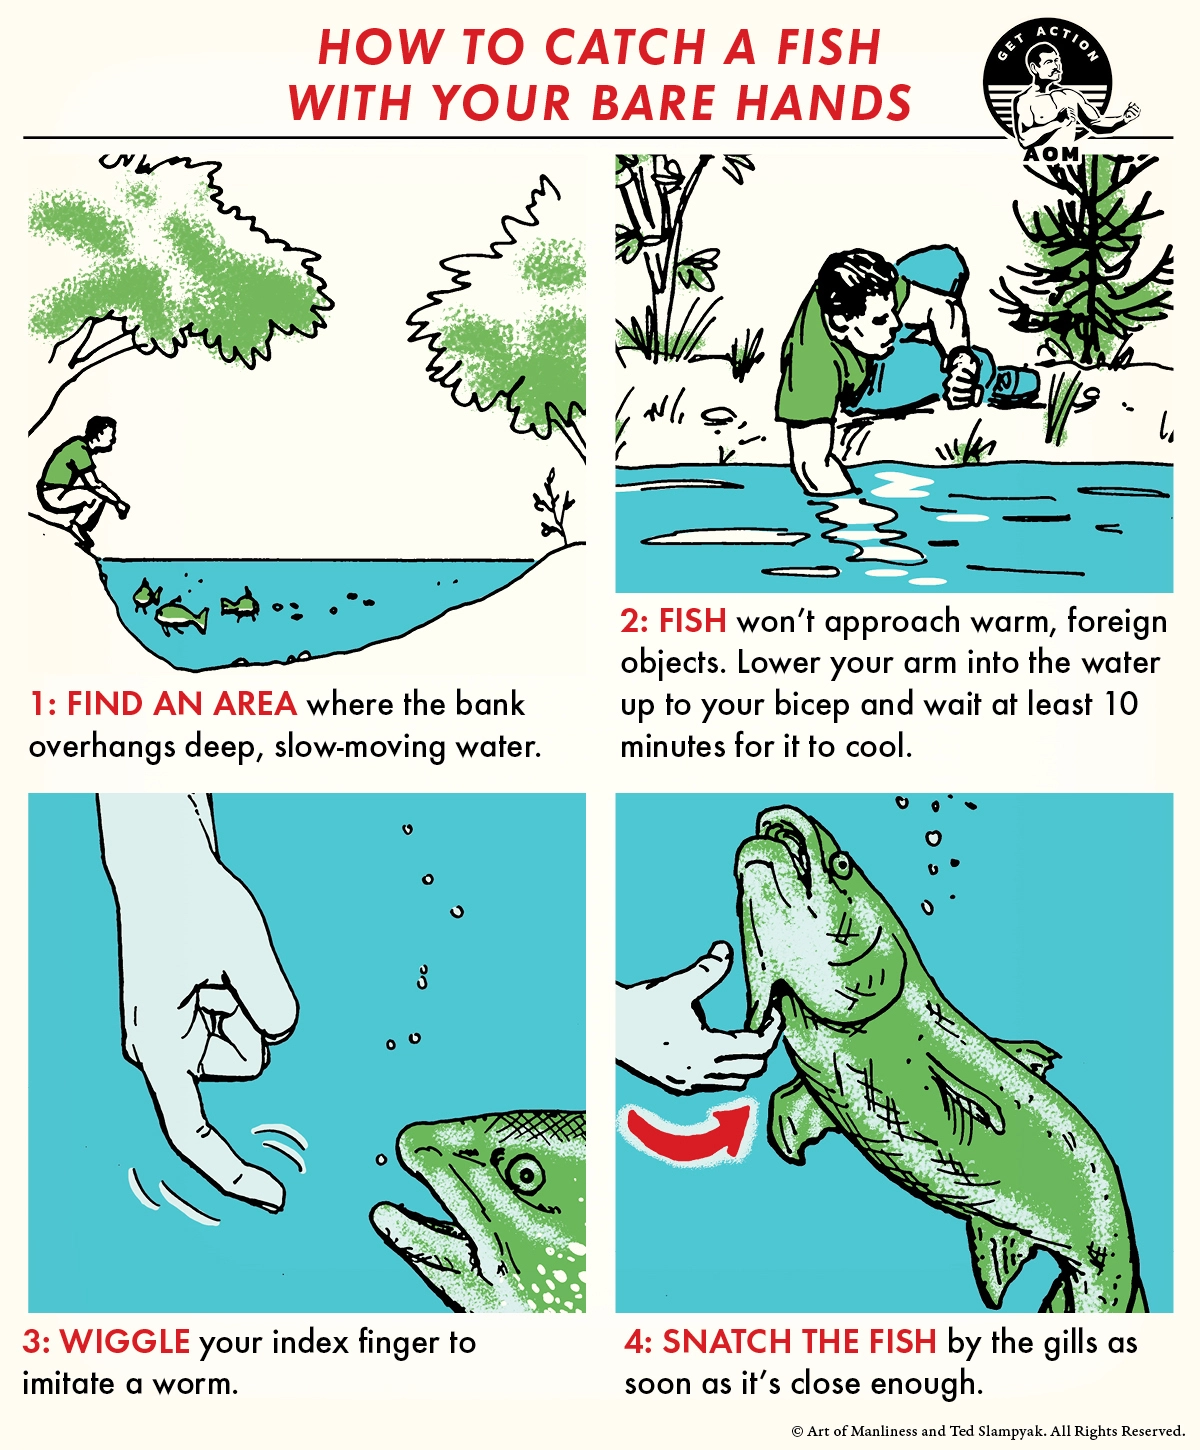 HOW TO CATCH A FISH
WITH YOUR BARE HANDS
GET ACTION
AOM
1: FIND AN AREA where the bank
overhangs deep, slow-moving water.
2: FISH won’t approach warm, foreign
objects. Lower your arm into the water
up to your bicep and wait at least 10
minutes for it to cool.
3: WIGGLE your index finger to
imitate a worm.
4: SNATCH THE FISH by the gills as
soon as it’s close enough.
© Art of Manliness and Ted Slampyak. All Rights Reserved.